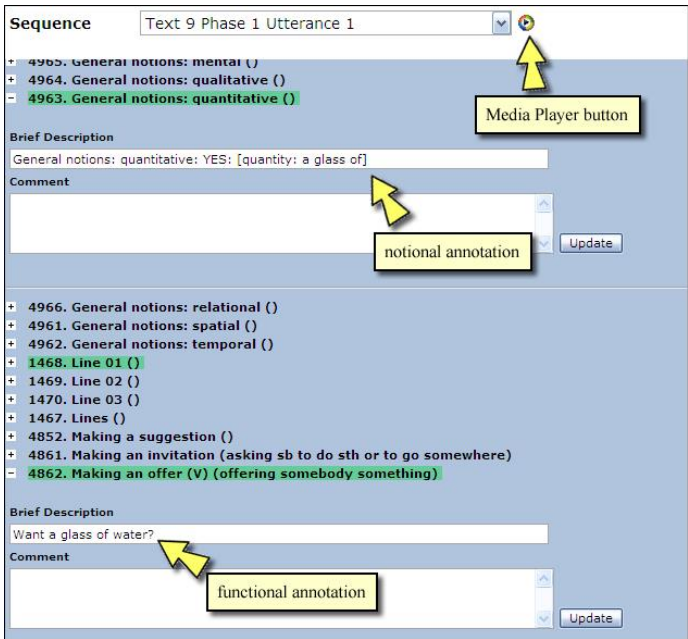 Sequence Text 9 Phase 1 Utterance 1
4965. General notions: mental ()
4964. General notions: qualitative ()
4963. General notions: quantitative ()
Media Player button
Brief Description
General notions: quantitative: YES: [quantity: a glass of]
Comment
notional annotation
Update
4966. General notions: relational ()
4961. General notions: spatial ()
4962. General notions: temporal ()
1468. Line 01 ()
1469. Line 02 ()
1470. Line 03 ()
1467. Lines ()
4852. Making a suggestion ()
4861. Making an invitation (asking sb to do sth or to go somewhere)
4862. Making an offer (V) (offering somebody something)
Brief Description
Want a glass of water?
Comment
functional annotation
Update